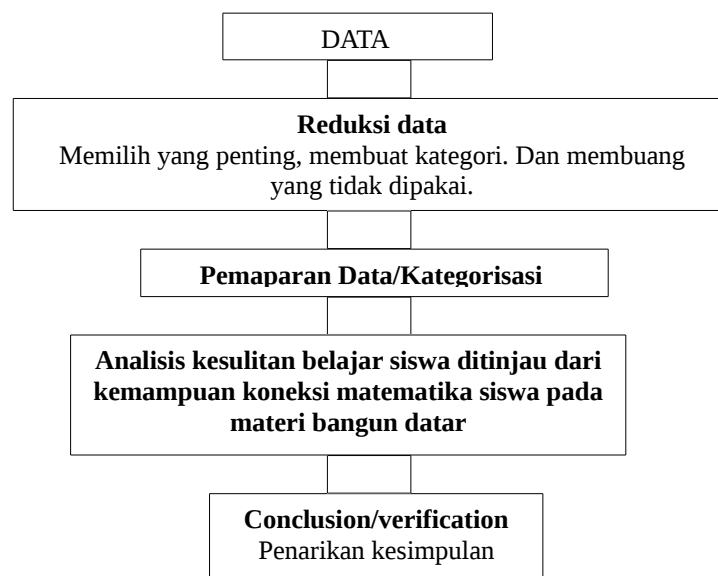 DATA
Reduksi data
Memilih yang penting, membuat kategori. Dan membuang
yang tidak dipakai.
Pemaparan Data/Kategorisasi
Analisis kesulitan belajar siswa ditinjau dari
kemampuan koneksi matematika siswa pada
materi bangun datar
Conclusion/verification
Penarikan kesimpulan